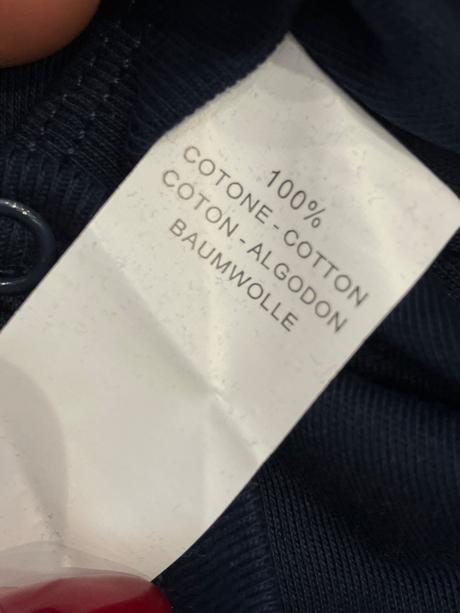 100%
COTONE - COTTON
COTON - ALGODON
BAUMWOLLE